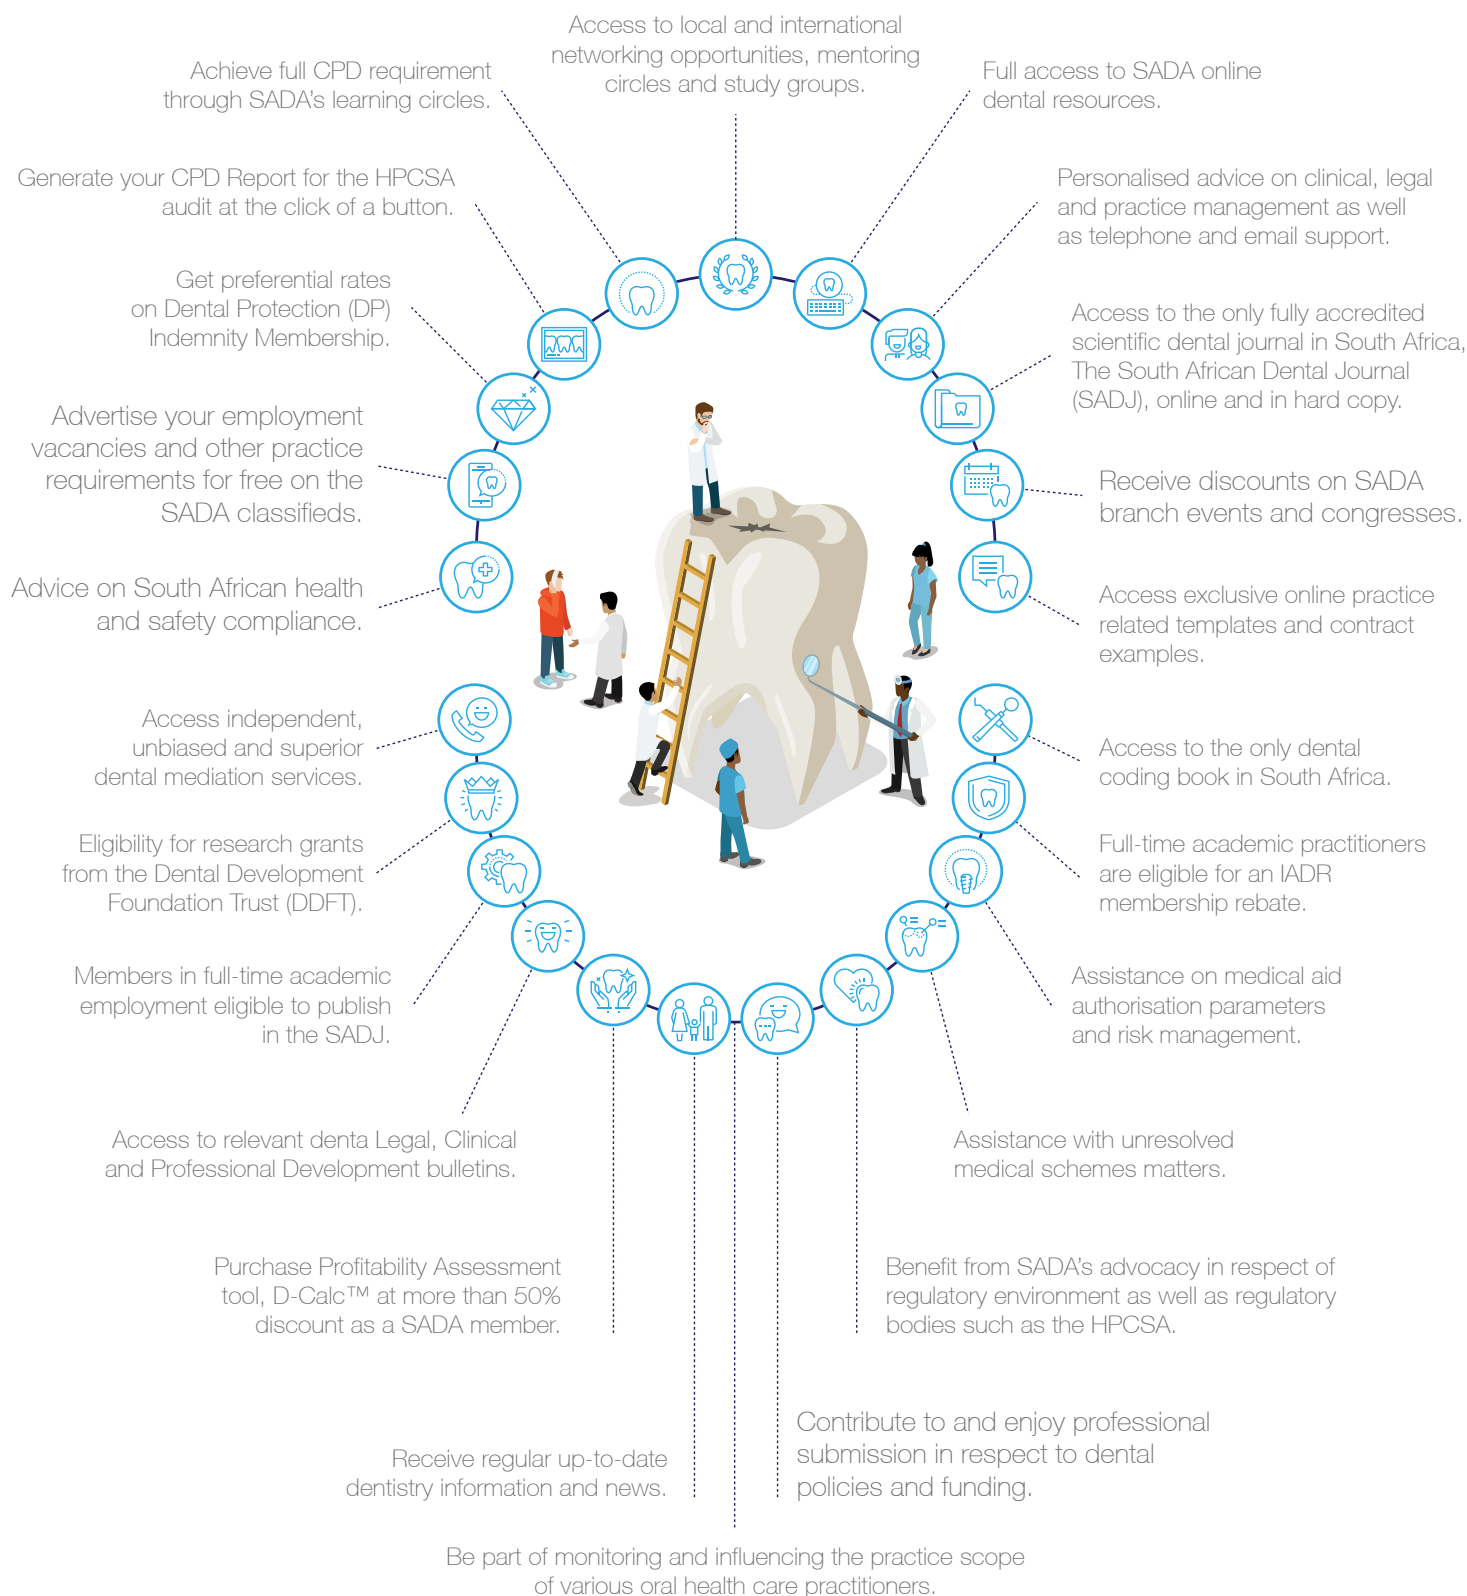 Access to local and international
networking opportunities, mentoring
circles and study groups.
Achieve full CPD requirement
through SADA's learning circles.
Full access to SADA online
dental resources.
Generate your CPD Report for the HPCSA
audit at the click of a button.
Personalised advice on clinical, legal
and practice management as well
as telephone and email support.
Get preferential rates
on Dental Protection (DP)
Indemnity Membership.
Access to the only fully accredited
scientific dental journal in South Africa,
The South African Dental Journal
(SADJ), online and in hard copy.
Advertise your employment
vacancies and other practice
requirements for free on the
SADA classifieds.
Receive discounts on SADA
branch events and congresses.
Advice on South African health
and safety compliance.
Access exclusive online practice
related templates and contract
examples.
Access independent,
unbiased and superior
dental mediation services.
Access to the only dental
coding book in South Africa.
Eligibility for research grants
from the Dental Development
Foundation Trust (DDFT).
Full-time academic practitioners
are eligible for an IADR
membership rebate.
Members in full-time academic
employment eligible to publish
in the SADJ.
Assistance on medical aid
authorisation parameters
and risk management.
Access to relevant denta Legal, Clinical
and Professional Development bulletins.
Assistance with unresolved
medical schemes matters.
Purchase Profitability Assessment
tool, D-Calc™ at more than 50%
discount as a SADA member.
Benefit from SADA's advocacy in respect of
regulatory environment as well as regulatory
bodies such as the HPCSA.
Receive regular up-to-date
dentistry information and news.
Contribute to and enjoy professional
submission in respect to dental
policies and funding.
Be part of monitoring and influencing the practice scope
of various oral health care practitioners.